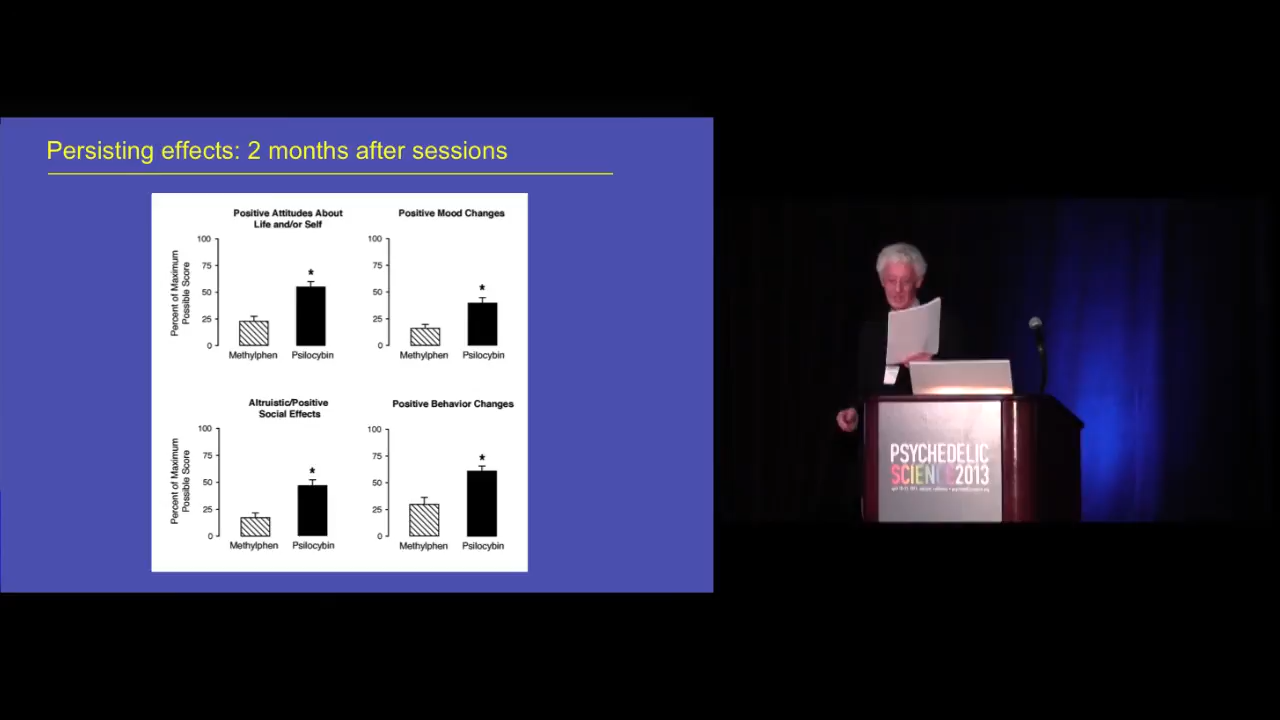 Persisting effects: 2 months after sessions
Positive Attitudes About
Life and/or Self
Percent of Maximum
Possible Score
100
75
50
25
0
*
Methylphen
Psilocybin
Positive Mood Changes
100
75
50
25
0
*
Methylphen
Psilocybin
Altruistic/Positive
Social Effects
Percent of Maximum
Possible Score
100
75
50
25
0
*
Methylphen
Psilocybin
Positive Behavior Changes
100
75
50
25
0
*
Methylphen
Psilocybin
PSYCHEDELIC
SCIENCE2013